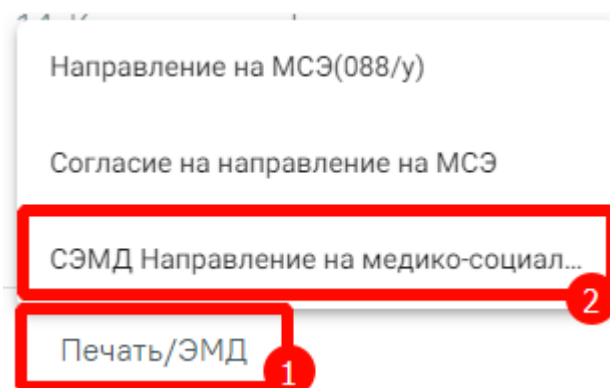 Направление на МСЭ(088/у)
Согласие на направление на МСЭ
СЭМД Направление на медико-социал...
2
Печать/ЭМД
1